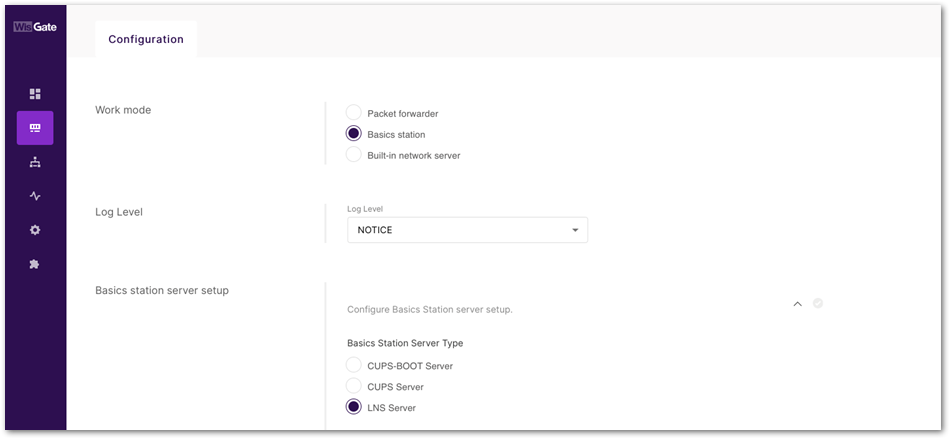 WisGate
Configuration
Work mode
Packet forwarder
Basics station
Built-in network server
Log Level
Log Level
NOTICE
Basics station server setup
Configure Basics Station server setup.
Basics Station Server Type
CUPS-BOOT Server
CUPS Server
LNS Server